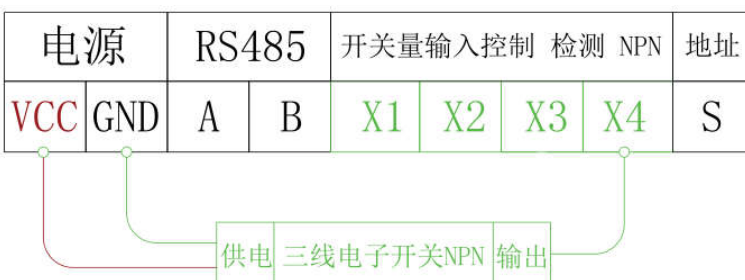 电源 RS485 开关量输入控制 检测 NPN 地址
VCC GND A B X1 X2 X3 X4 S
供电 三线电子开关NPN 输出